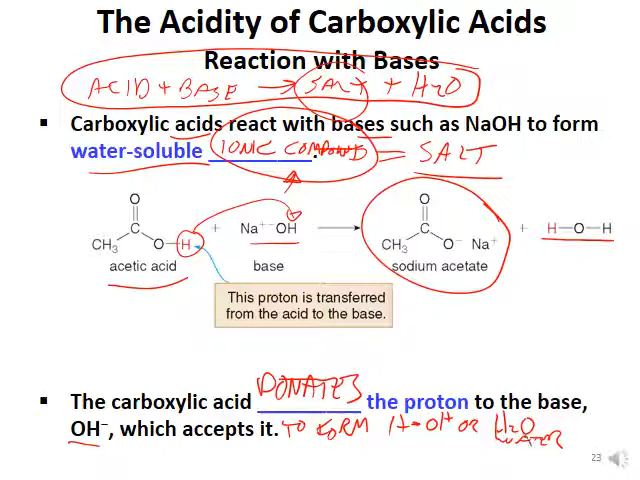 The Acidity of Carboxylic Acids
Reaction with Bases
ACID + BASE → SALT + H2O
▪ Carboxylic acids react with bases such as NaOH to form
water-soluble IONIC COMPOUND. = SALT
O
C
CH3 O—H
acetic acid
+
Na+ −OH
base
O
C
CH3 O− Na+
sodium acetate
+
H—O—H
This proton is transferred
from the acid to the base.
▪ The carboxylic acid DONATES the proton to the base,
OH−, which accepts it. TO FORM H-OH OR H2O
WATER
23